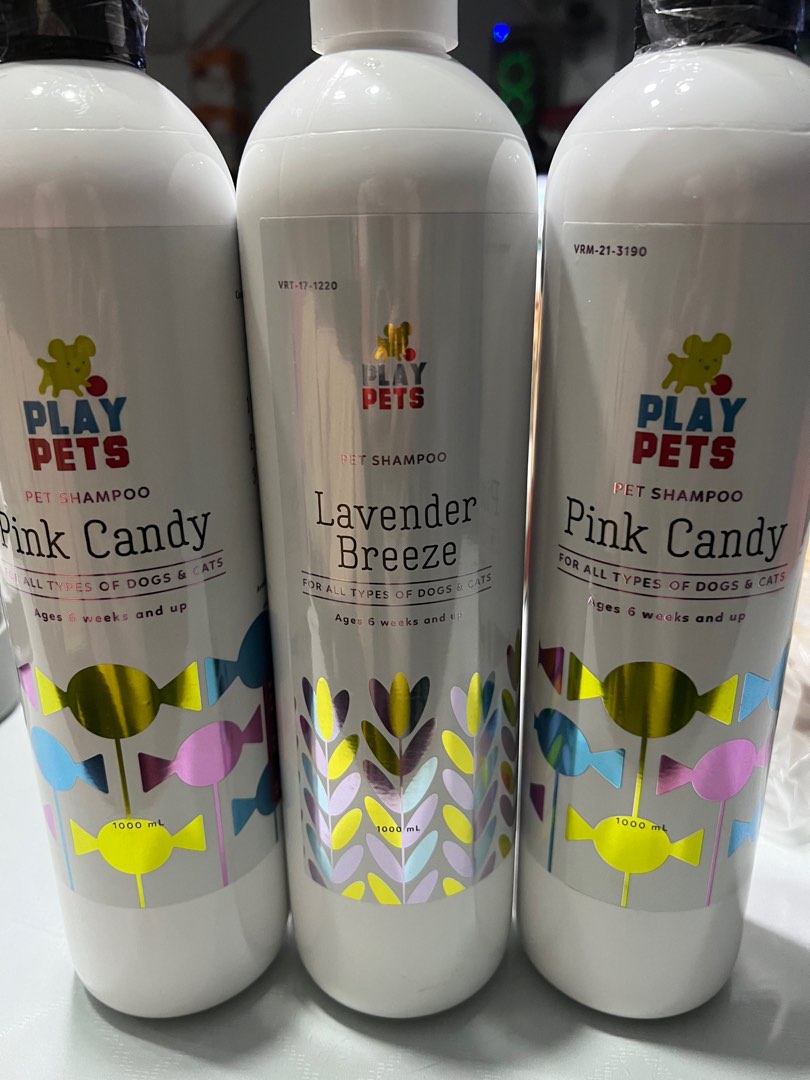 PLAY
PETS
PET SHAMPOO
Pink Candy
ALL TYPES OF DOGS & CATS
Ages 6 weeks and up
1000 mL
VRT-17-1220
PLAY
PETS
PET SHAMPOO
Lavender
Breeze
FOR ALL TYPES OF DOGS & CATS
Ages 6 weeks and up
1000 mL
VRM-21-3190
PLAY
PETS
PET SHAMPOO
Pink Candy
FOR ALL TYPES OF DOGS & CATS
Ages 6 weeks and up
1000 mL